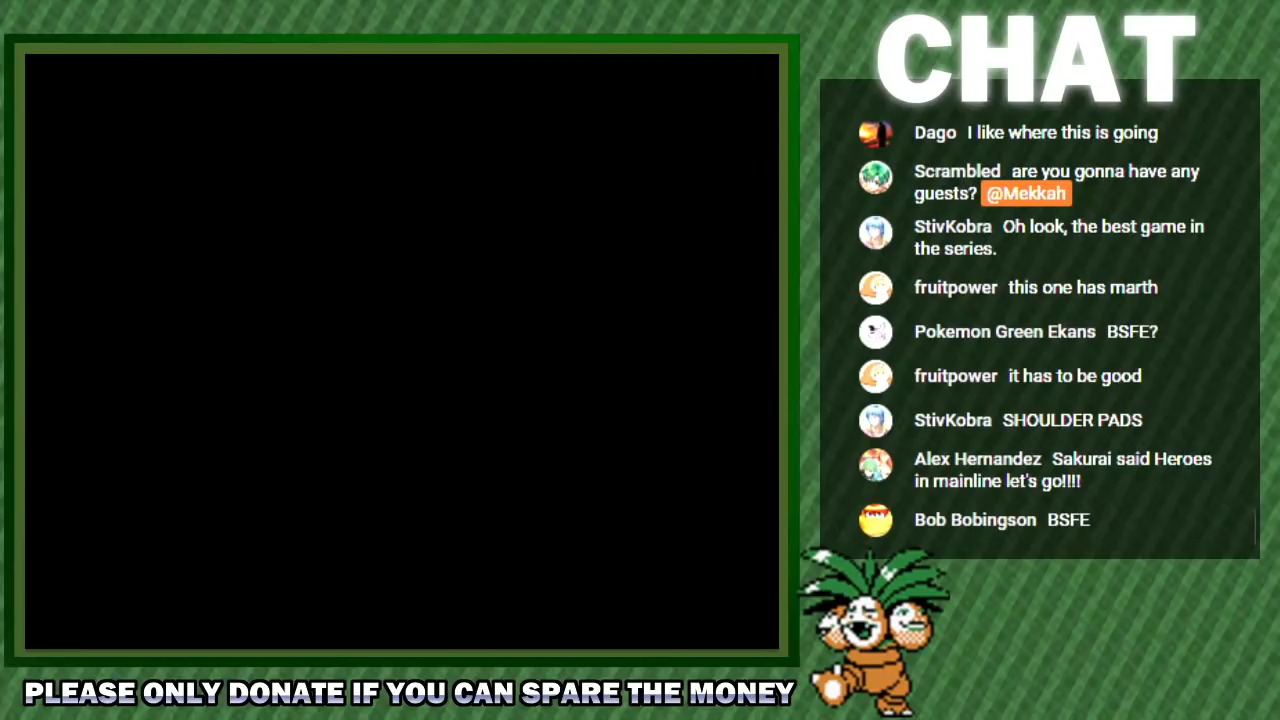 CHAT
Dago I like where this is going
Scrambled are you gonna have any
guests? @Mekkah
StivKobra Oh look, the best game in
the series.
fruitpower this one has marth
Pokemon Green Ekans BSFE?
fruitpower it has to be good
StivKobra SHOULDER PADS
Alex Hernandez Sakurai said Heroes
in mainline let's go!!!!
Bob Bobingson BSFE
PLEASE ONLY DONATE IF YOU CAN SPARE THE MONEY